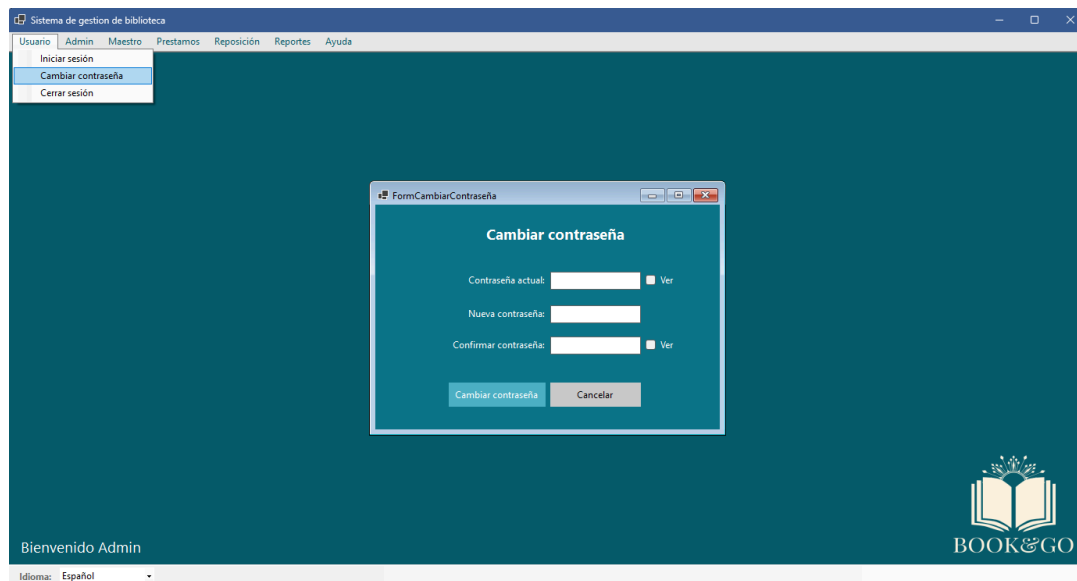 Sistema de gestion de biblioteca
Usuario Admin Maestro Prestamos Reposición Reportes Ayuda
Iniciar sesión
Cambiar contraseña
Cerrar sesión
FormCambiarContraseña
Cambiar contraseña
Contraseña actual: Ver
Nueva contraseña:
Confirmar contraseña: Ver
Cambiar contraseña Cancelar
Bienvenido Admin
BOOK&GO
Idioma: Español